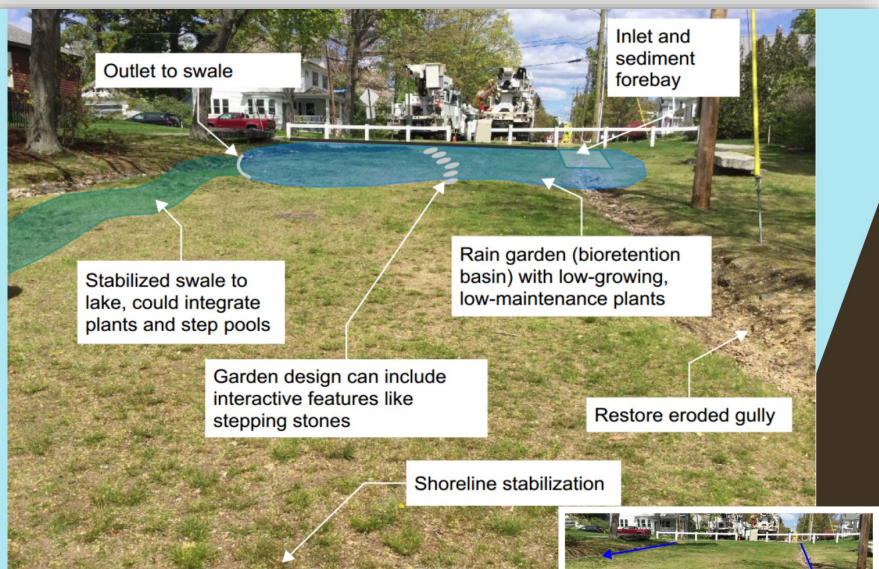 Outlet to swale
Inlet and
sediment
forebay
Stabilized swale to
lake, could integrate
plants and step pools
Rain garden (bioretention
basin) with low-growing,
low-maintenance plants
Garden design can include
interactive features like
stepping stones
Restore eroded gully
Shoreline stabilization